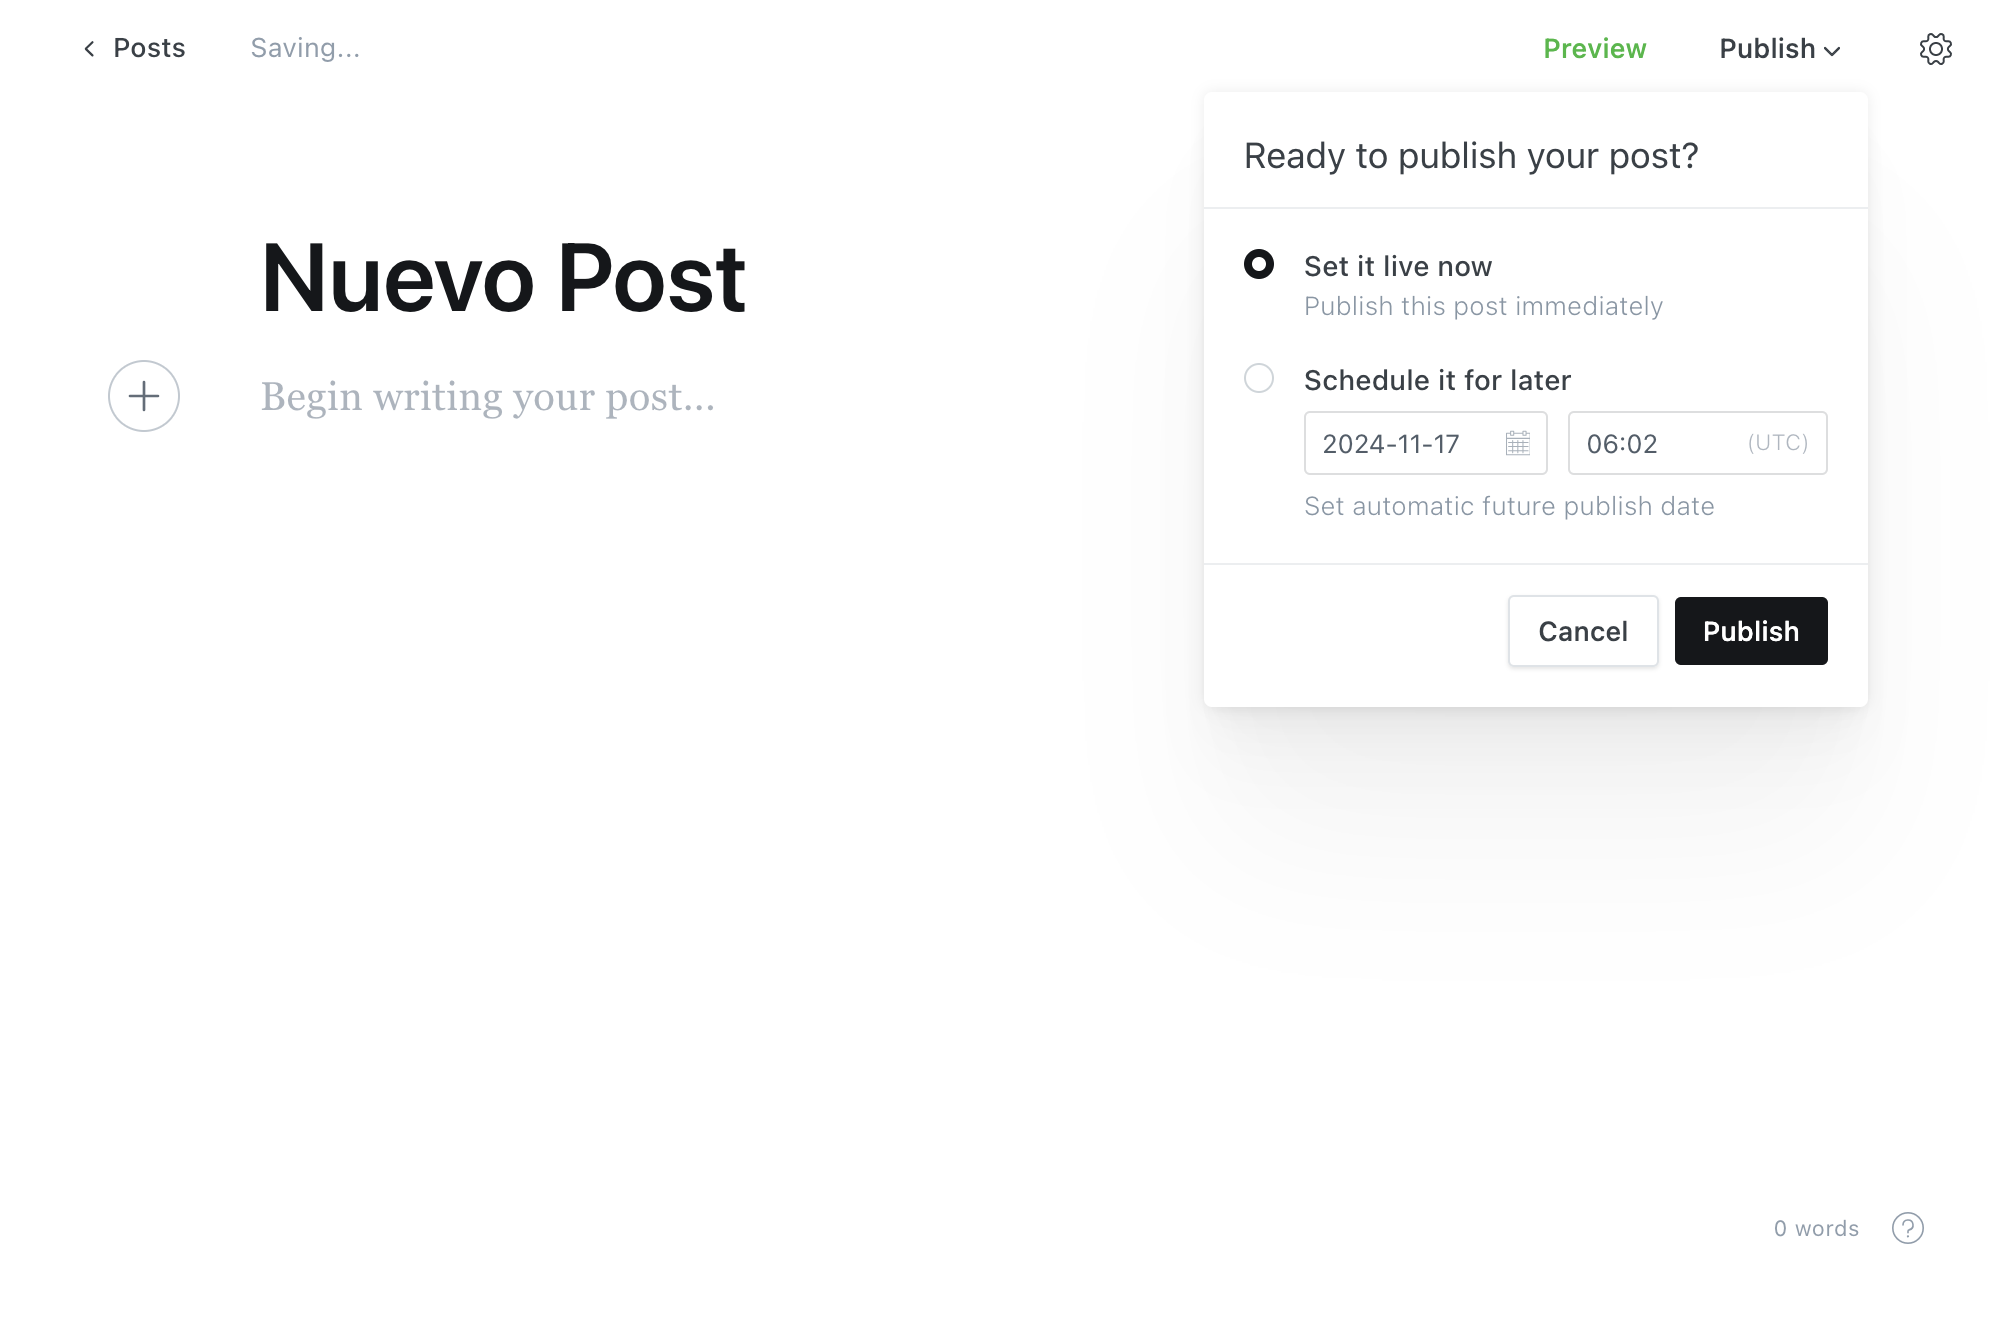 Posts
Saving...
Preview
Publish
Ready to publish your post?
Nuevo Post
Begin writing your post...
Set it live now
Publish this post immediately
Schedule it for later
2024-11-17
06:02
(UTC)
Set automatic future publish date
Cancel
Publish
0 words
?